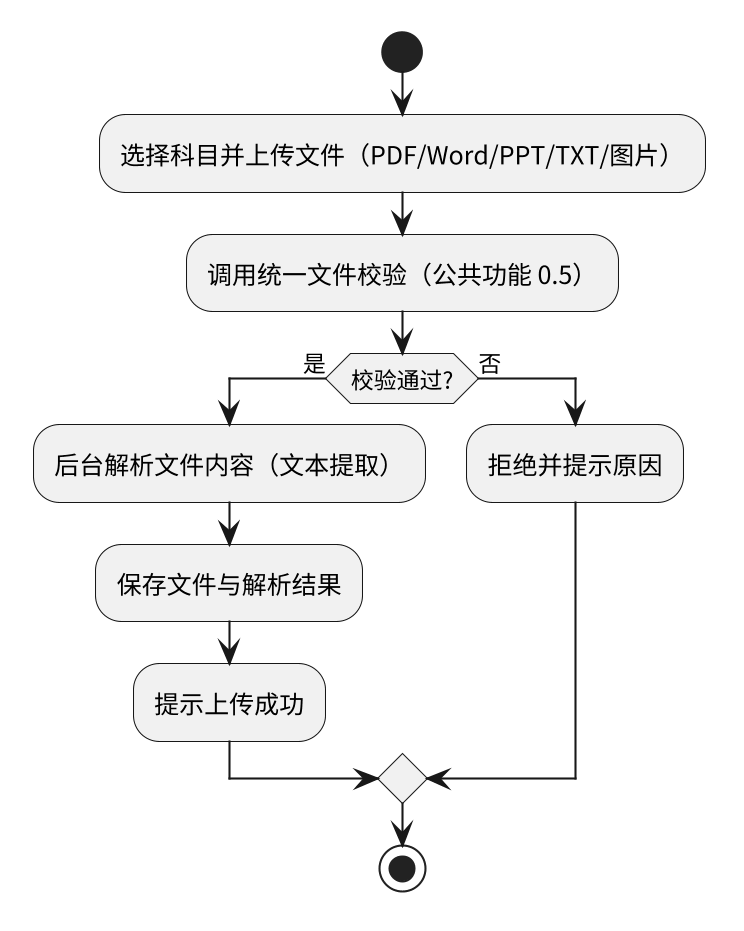 选择科目并上传文件（PDF/Word/PPT/TXT/图片）
调用统一文件校验（公共功能 0.5）
是
校验通过?
否
后台解析文件内容（文本提取）
拒绝并提示原因
保存文件与解析结果
提示上传成功